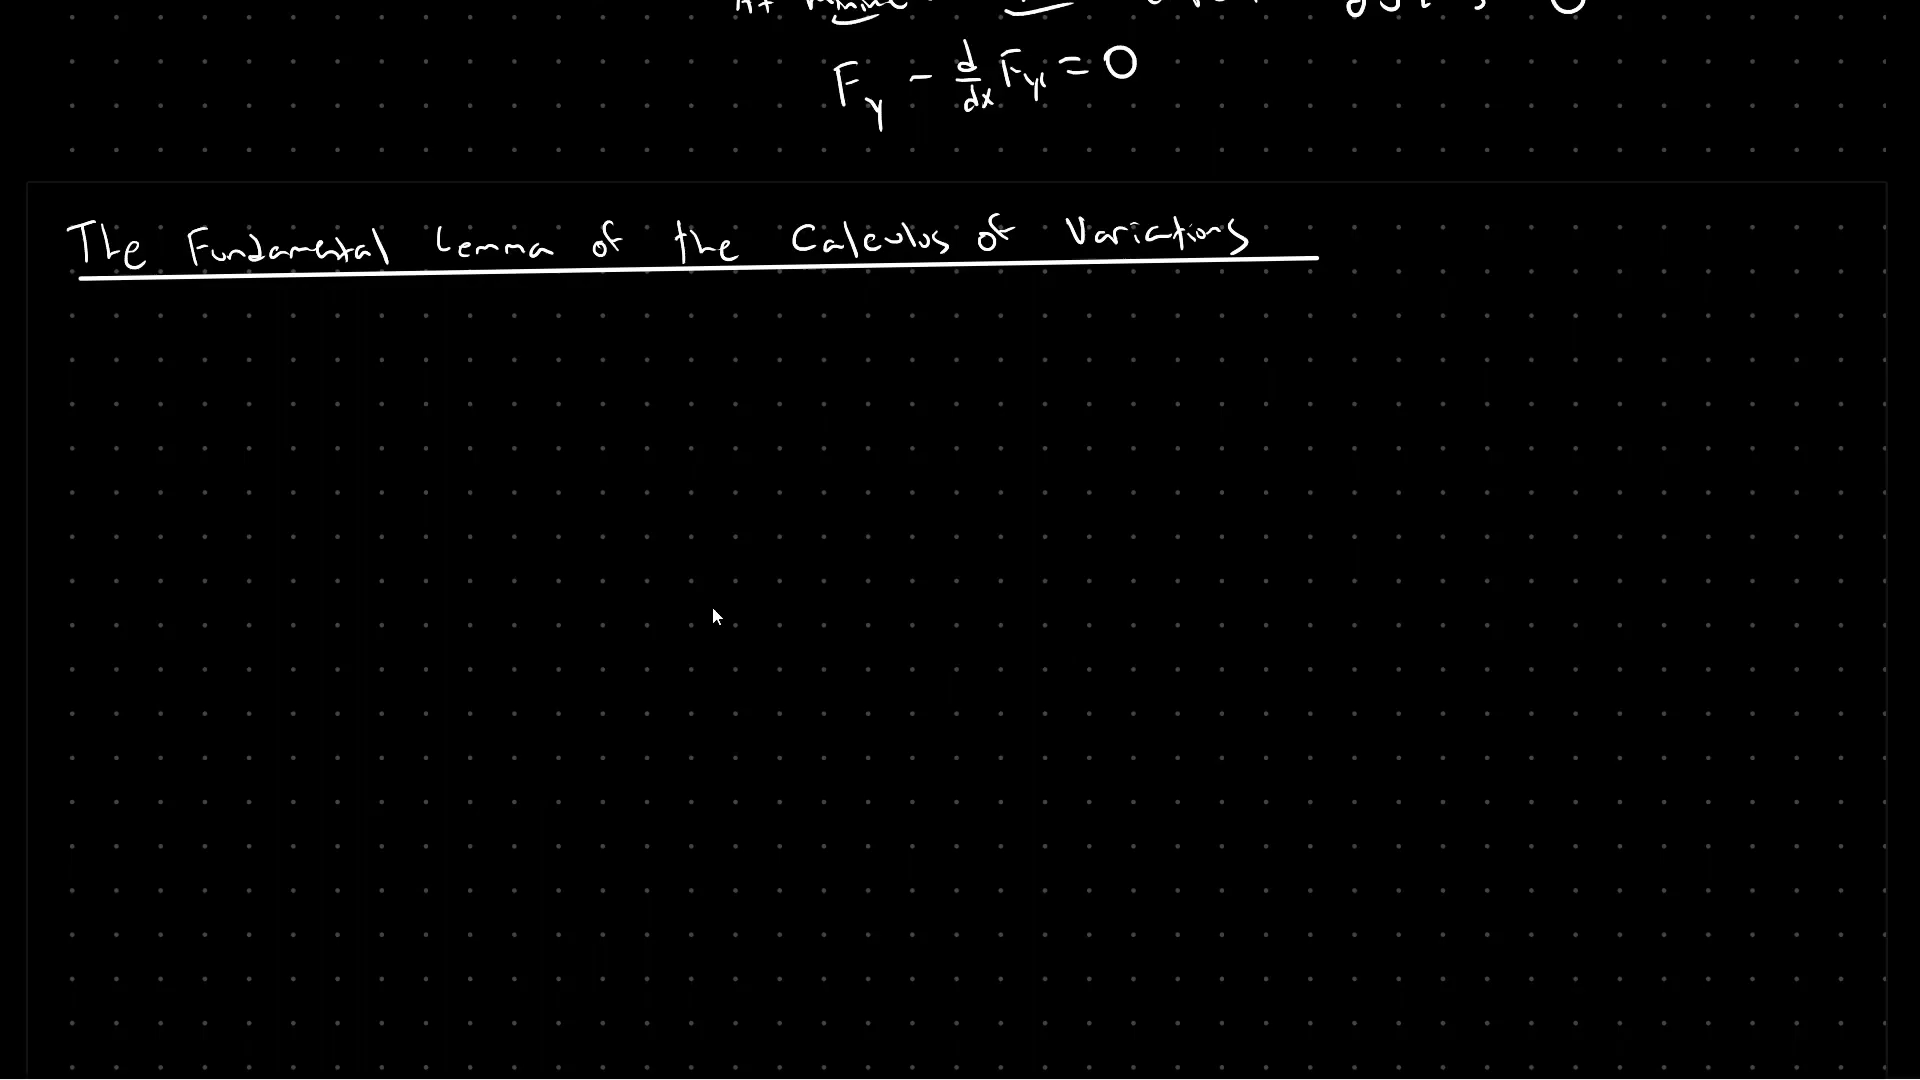 F_y - d/dx F_y' = 0
The Fundamental Lemma of the Calculus of Variations